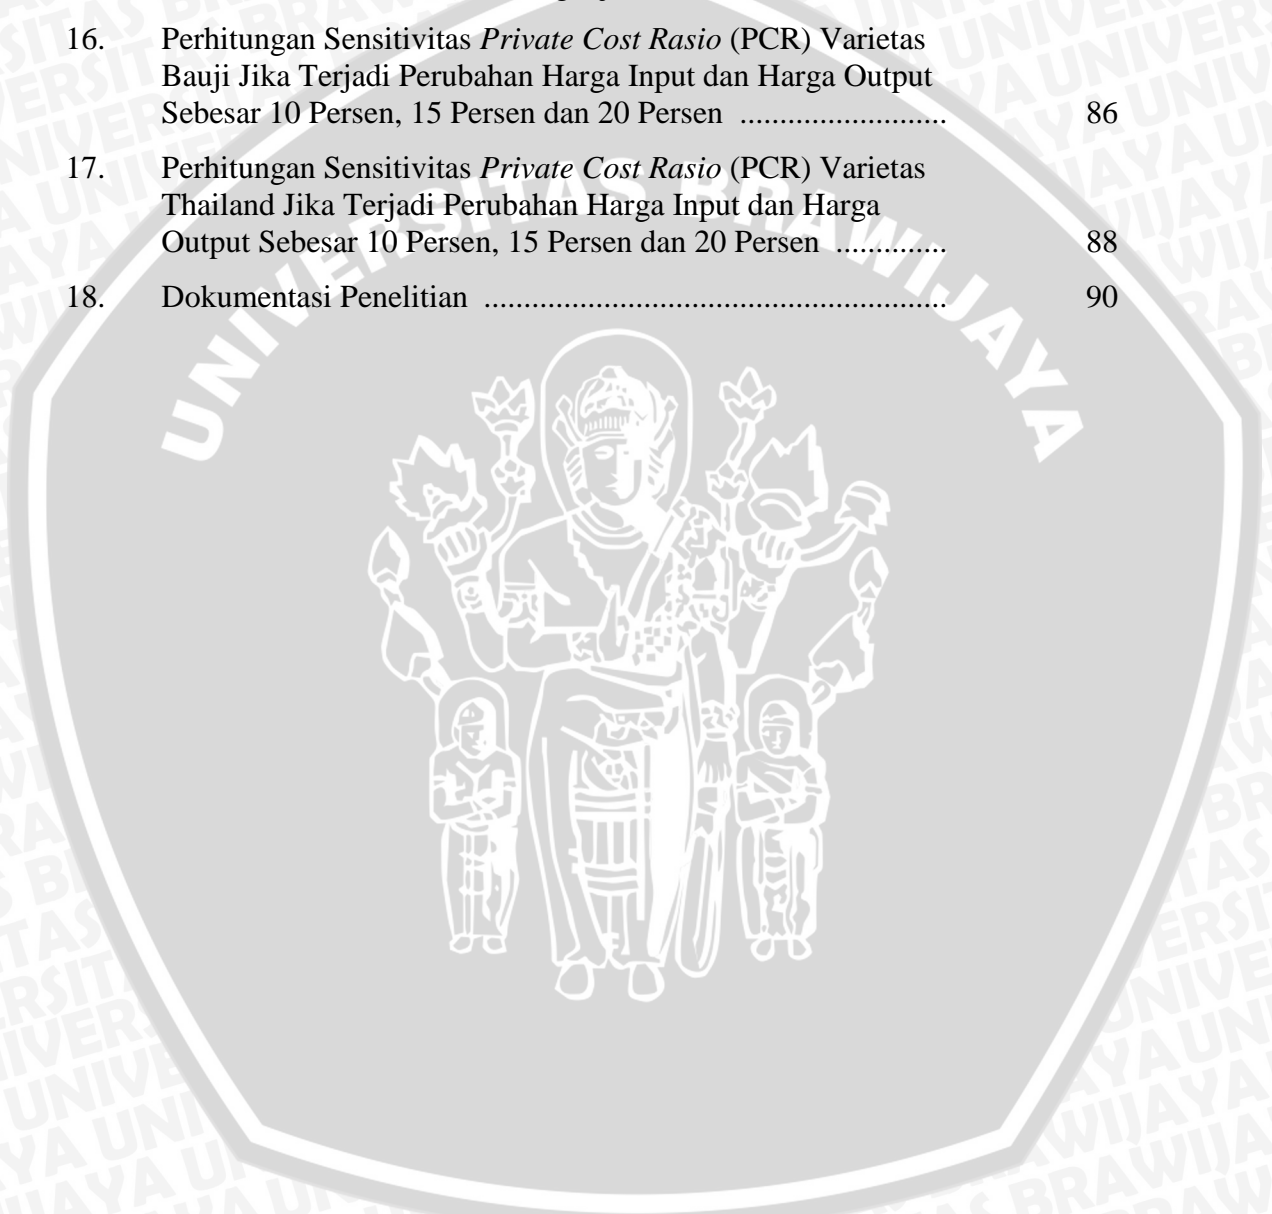 16. Perhitungan Sensitivitas Private Cost Rasio (PCR) Varietas
Bauji Jika Terjadi Perubahan Harga Input dan Harga Output
Sebesar 10 Persen, 15 Persen dan 20 Persen .......................... 86
17. Perhitungan Sensitivitas Private Cost Rasio (PCR) Varietas
Thailand Jika Terjadi Perubahan Harga Input dan Harga
Output Sebesar 10 Persen, 15 Persen dan 20 Persen .............. 88
18. Dokumentasi Penelitian .......................................................... 90
UNIVERSITAS BRAWIJAYA